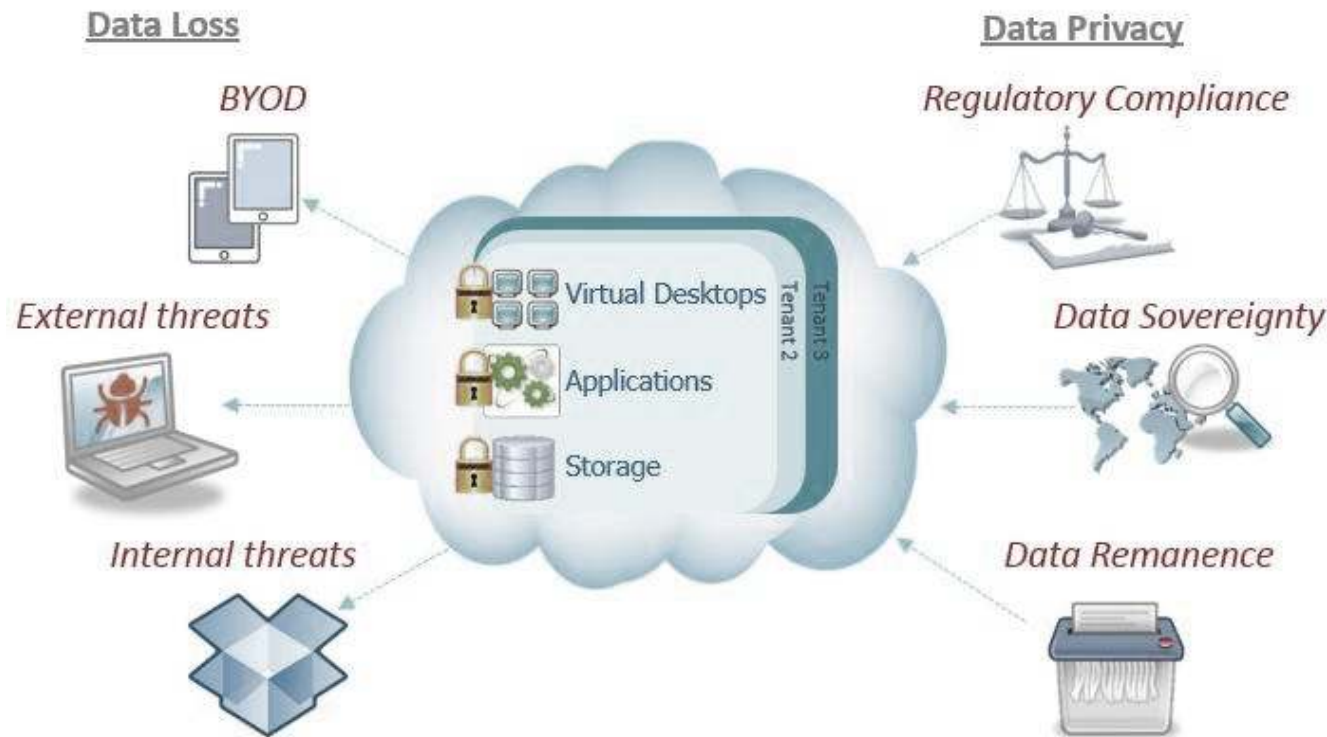 Data Loss
Data Privacy
BYOD
Regulatory Compliance
External threats
Virtual Desktops
Tenant 2
Tenant 3
Data Sovereignty
Applications
Storage
Internal threats
Data Remanence